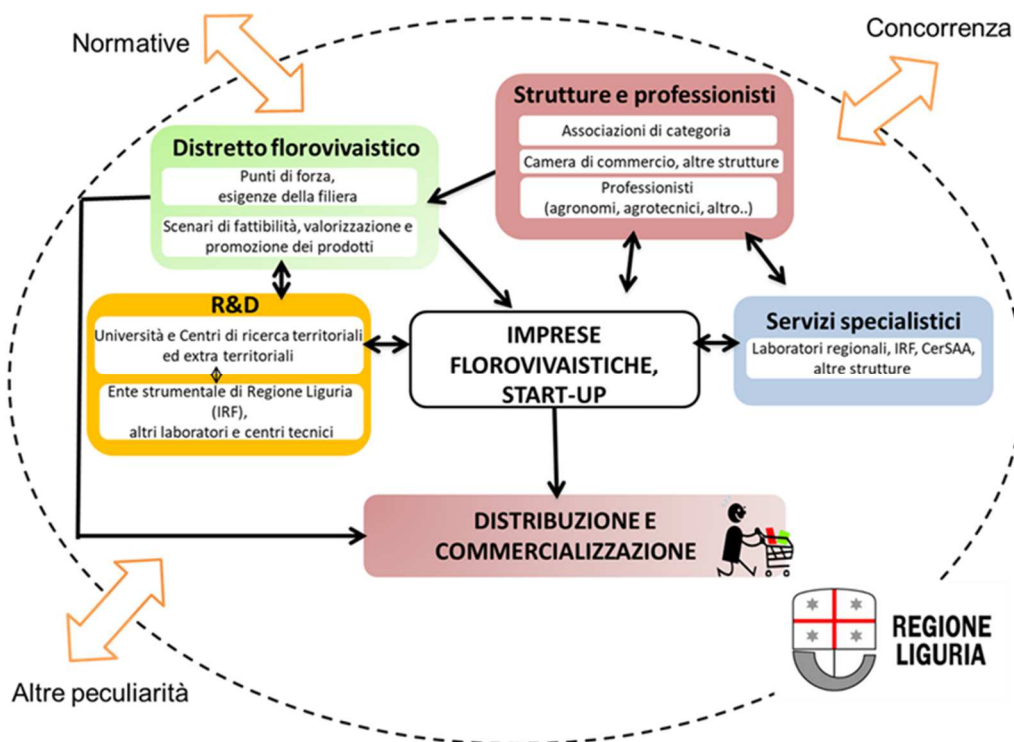 Normative
Concorrenza
Strutture e professionisti
Associazioni di categoria
Camera di commercio, altre strutture
Professionisti
(agronomi, agrotecnici, altro..)
Distretto florovivaistico
Punti di forza,
esigenze della filiera
Scenari di fattibilità, valorizzazione e
promozione dei prodotti
R&D
Università e Centri di ricerca territoriali
ed extra territoriali
Ente strumentale di Regione Liguria
(IRF),
altri laboratori e centri tecnici
IMPRESE
FLOROVIVAISTICHE,
START-UP
Servizi specialistici
Laboratori regionali, IRF, CerSAA,
altre strutture
DISTRIBUZIONE E
COMMERCIALIZZAZIONE
Altre peculiarità
REGIONE
LIGURIA